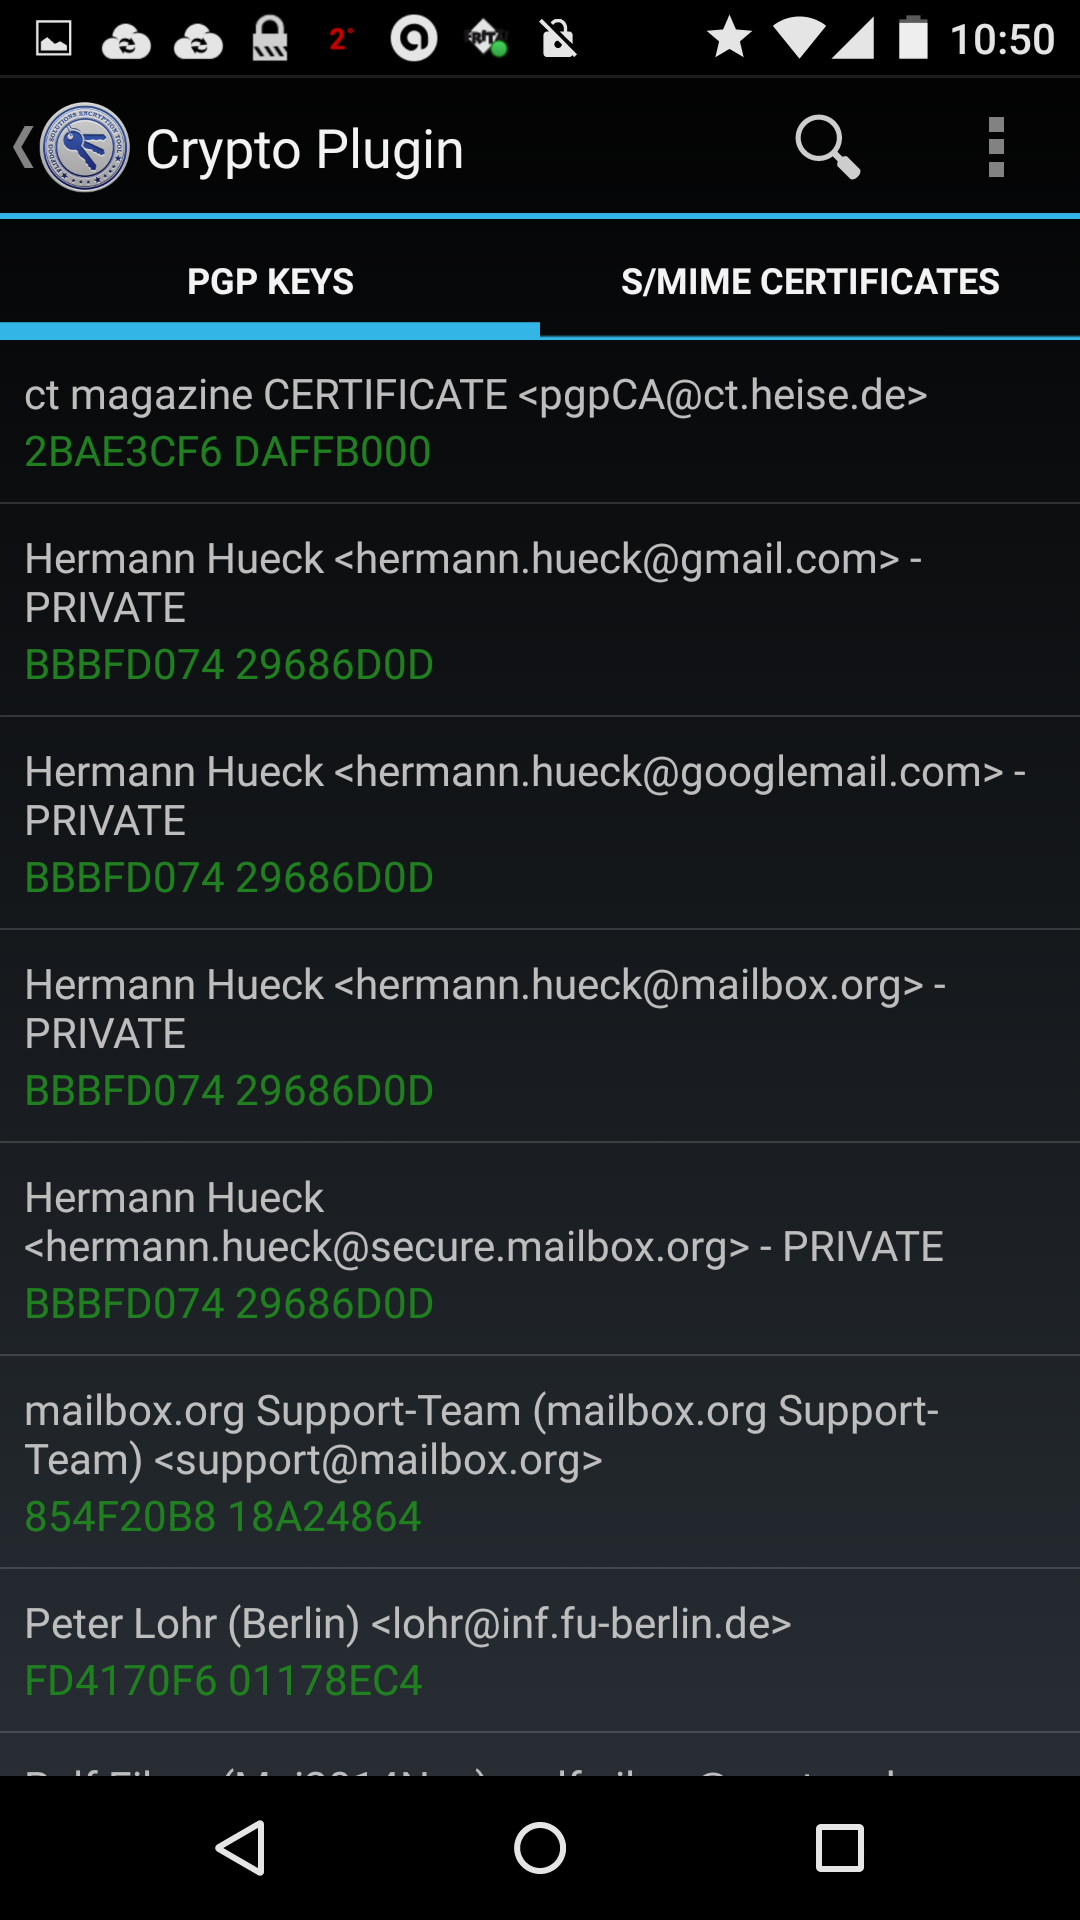 2°
10:50
Crypto Plugin
PGP KEYS
S/MIME CERTIFICATES
ct magazine CERTIFICATE <pgpCA@ct.heise.de>
2BAE3CF6 DAFFB000
Hermann Hueck <hermann.hueck@gmail.com> -
PRIVATE
BBBFD074 29686D0D
Hermann Hueck <hermann.hueck@googlemail.com> -
PRIVATE
BBBFD074 29686D0D
Hermann Hueck <hermann.hueck@mailbox.org> -
PRIVATE
BBBFD074 29686D0D
Hermann Hueck
<hermann.hueck@secure.mailbox.org> - PRIVATE
BBBFD074 29686D0D
mailbox.org Support-Team (mailbox.org Support-
Team) <support@mailbox.org>
854F20B8 18A24864
Peter Lohr (Berlin) <lohr@inf.fu-berlin.de>
FD4170F6 01178EC4